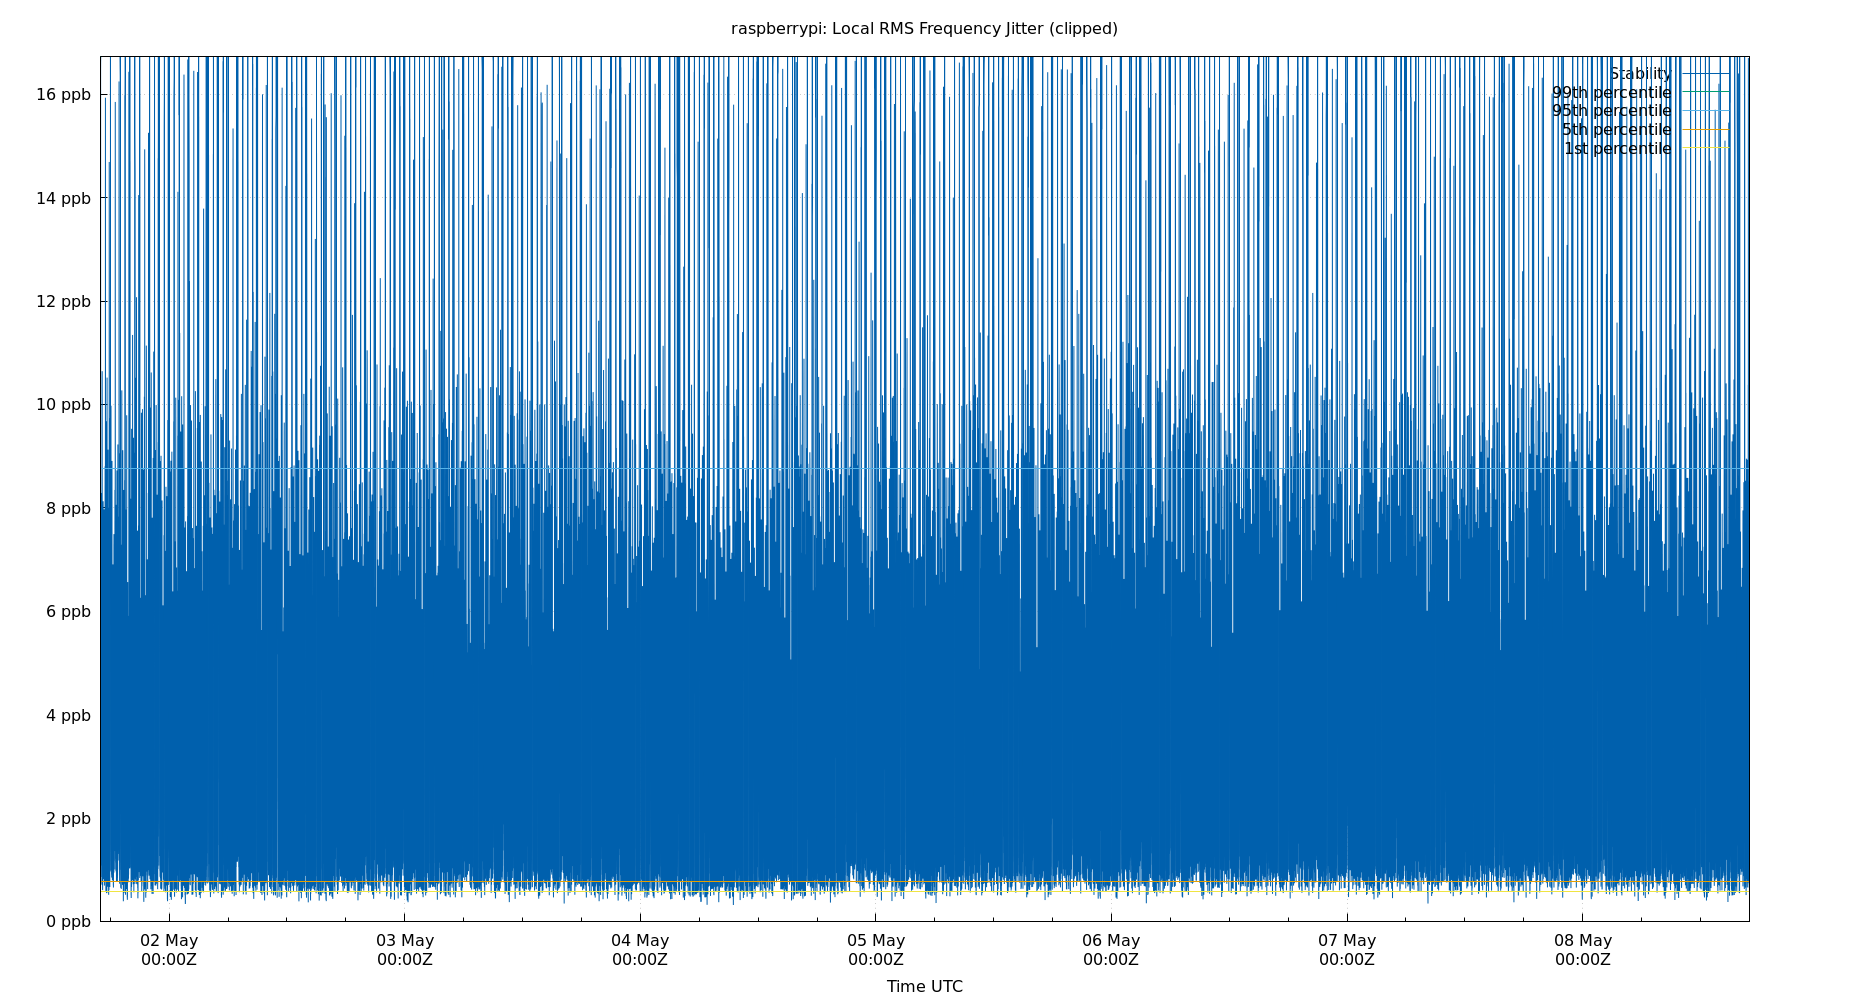 raspberrypi: Local RMS Frequency Jitter (clipped)
Stability
99th percentile
95th percentile
5th percentile
1st percentile
16 ppb
14 ppb
12 ppb
10 ppb
8 ppb
6 ppb
4 ppb
2 ppb
0 ppb
02 May 03 May 04 May 05 May 06 May 07 May 08 May
00:00Z 00:00Z 00:00Z 00:00Z 00:00Z 00:00Z 00:00Z
Time UTC